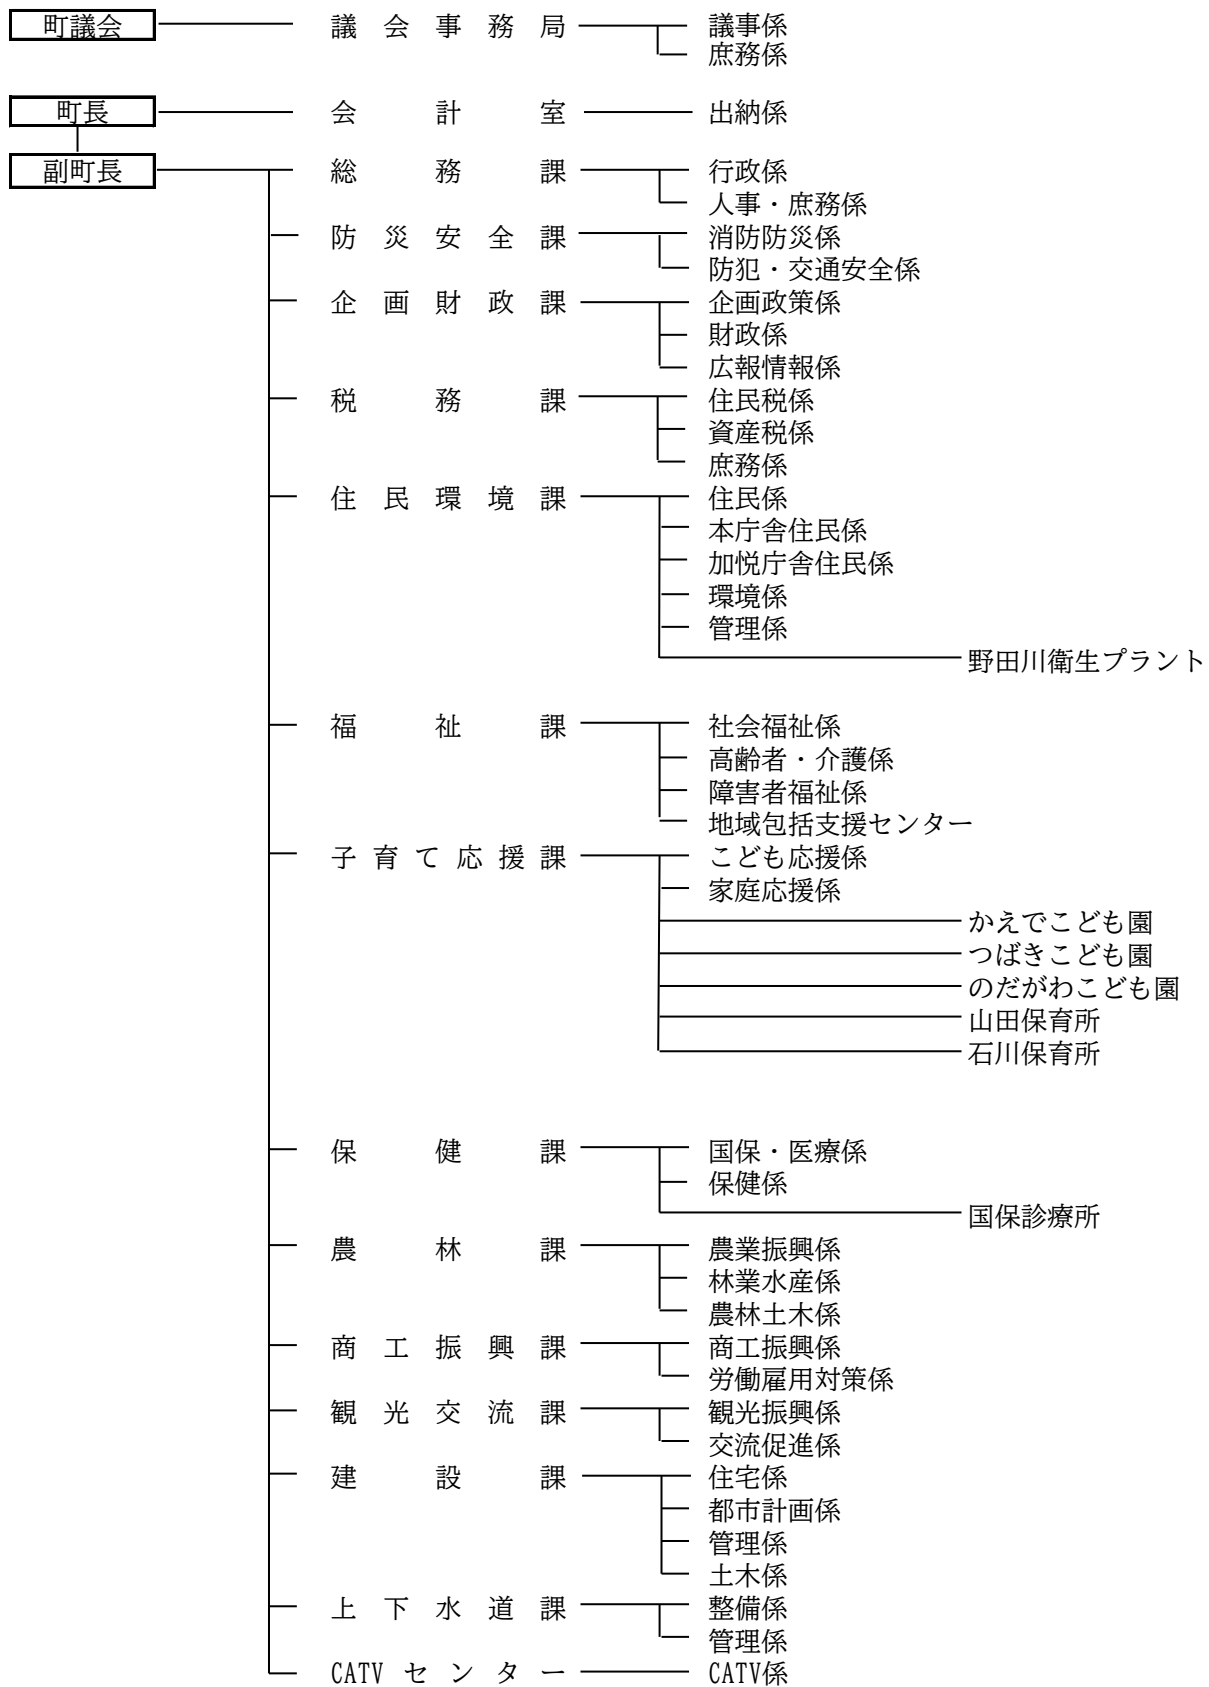 町議会 議会事務局 議事係
庶務係
町長 会計室 出納係
副町長 総務課 行政係
人事・庶務係
防災安全課 消防防災係
防犯・交通安全係
企画財政課 企画政策係
財政係
広報情報係
税務課 住民税係
資産税係
庶務係
住民環境課 住民係
本庁舎住民係
加悦庁舎住民係
環境係
管理係
野田川衛生プラント
福祉課 社会福祉係
高齢者・介護係
障害者福祉係
地域包括支援センター
子育て応援課 こども応援係
家庭応援係
かえでこども園
つばきこども園
のだがわこども園
山田保育所
石川保育所
保健課 国保・医療係
保健係
国保診療所
農林課 農業振興係
林業水産係
農林土木係
商工振興課 商工振興係
労働雇用対策係
観光交流課 観光振興係
交流促進係
建設課 住宅係
都市計画係
管理係
土木係
上下水道課 整備係
管理係
CATVセンター CATV係